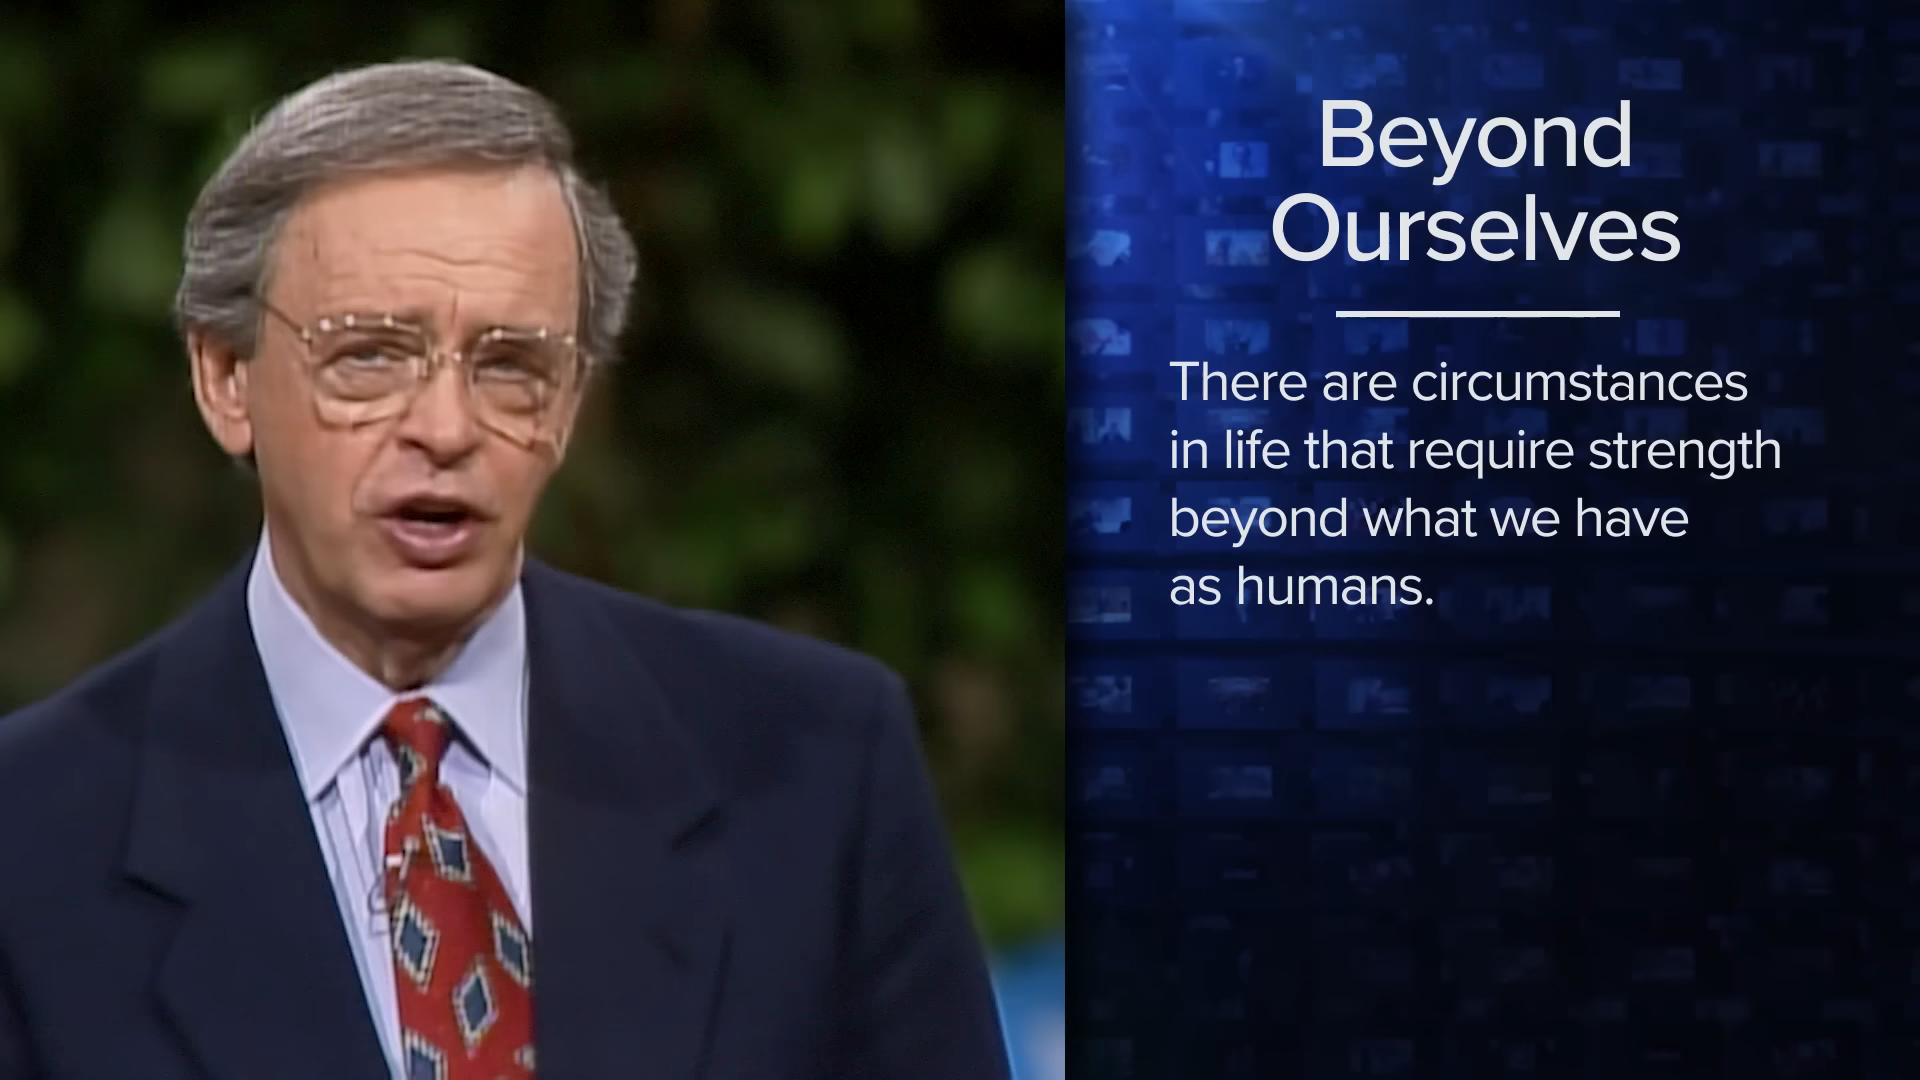 Beyond
Ourselves
There are circumstances
in life that require strength
beyond what we have
as humans.